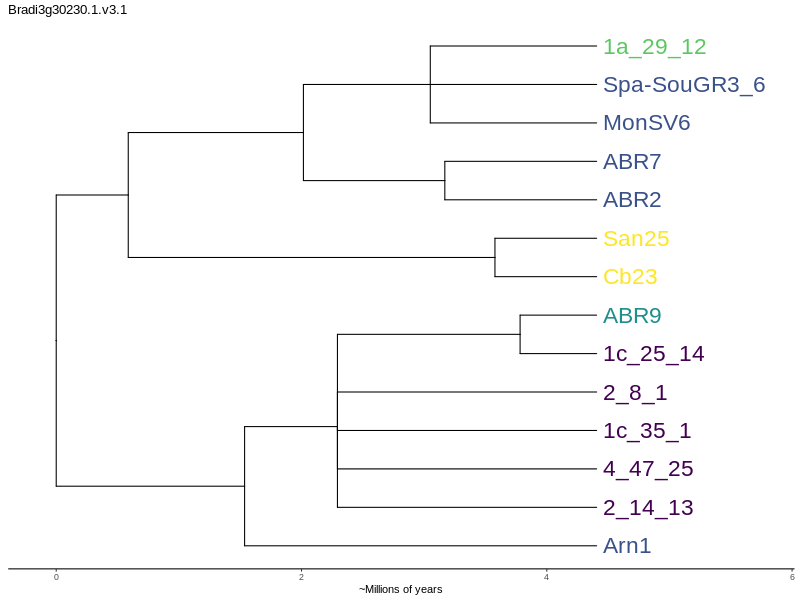 Bradi3g30230.1.v3.1
1a_29_12
Spa-SouGR3_6
MonSV6
ABR7
ABR2
San25
Cb23
ABR9
1c_25_14
2_8_1
1c_35_1
4_47_25
2_14_13
Arn1
0 2 4 6
~Millions of years